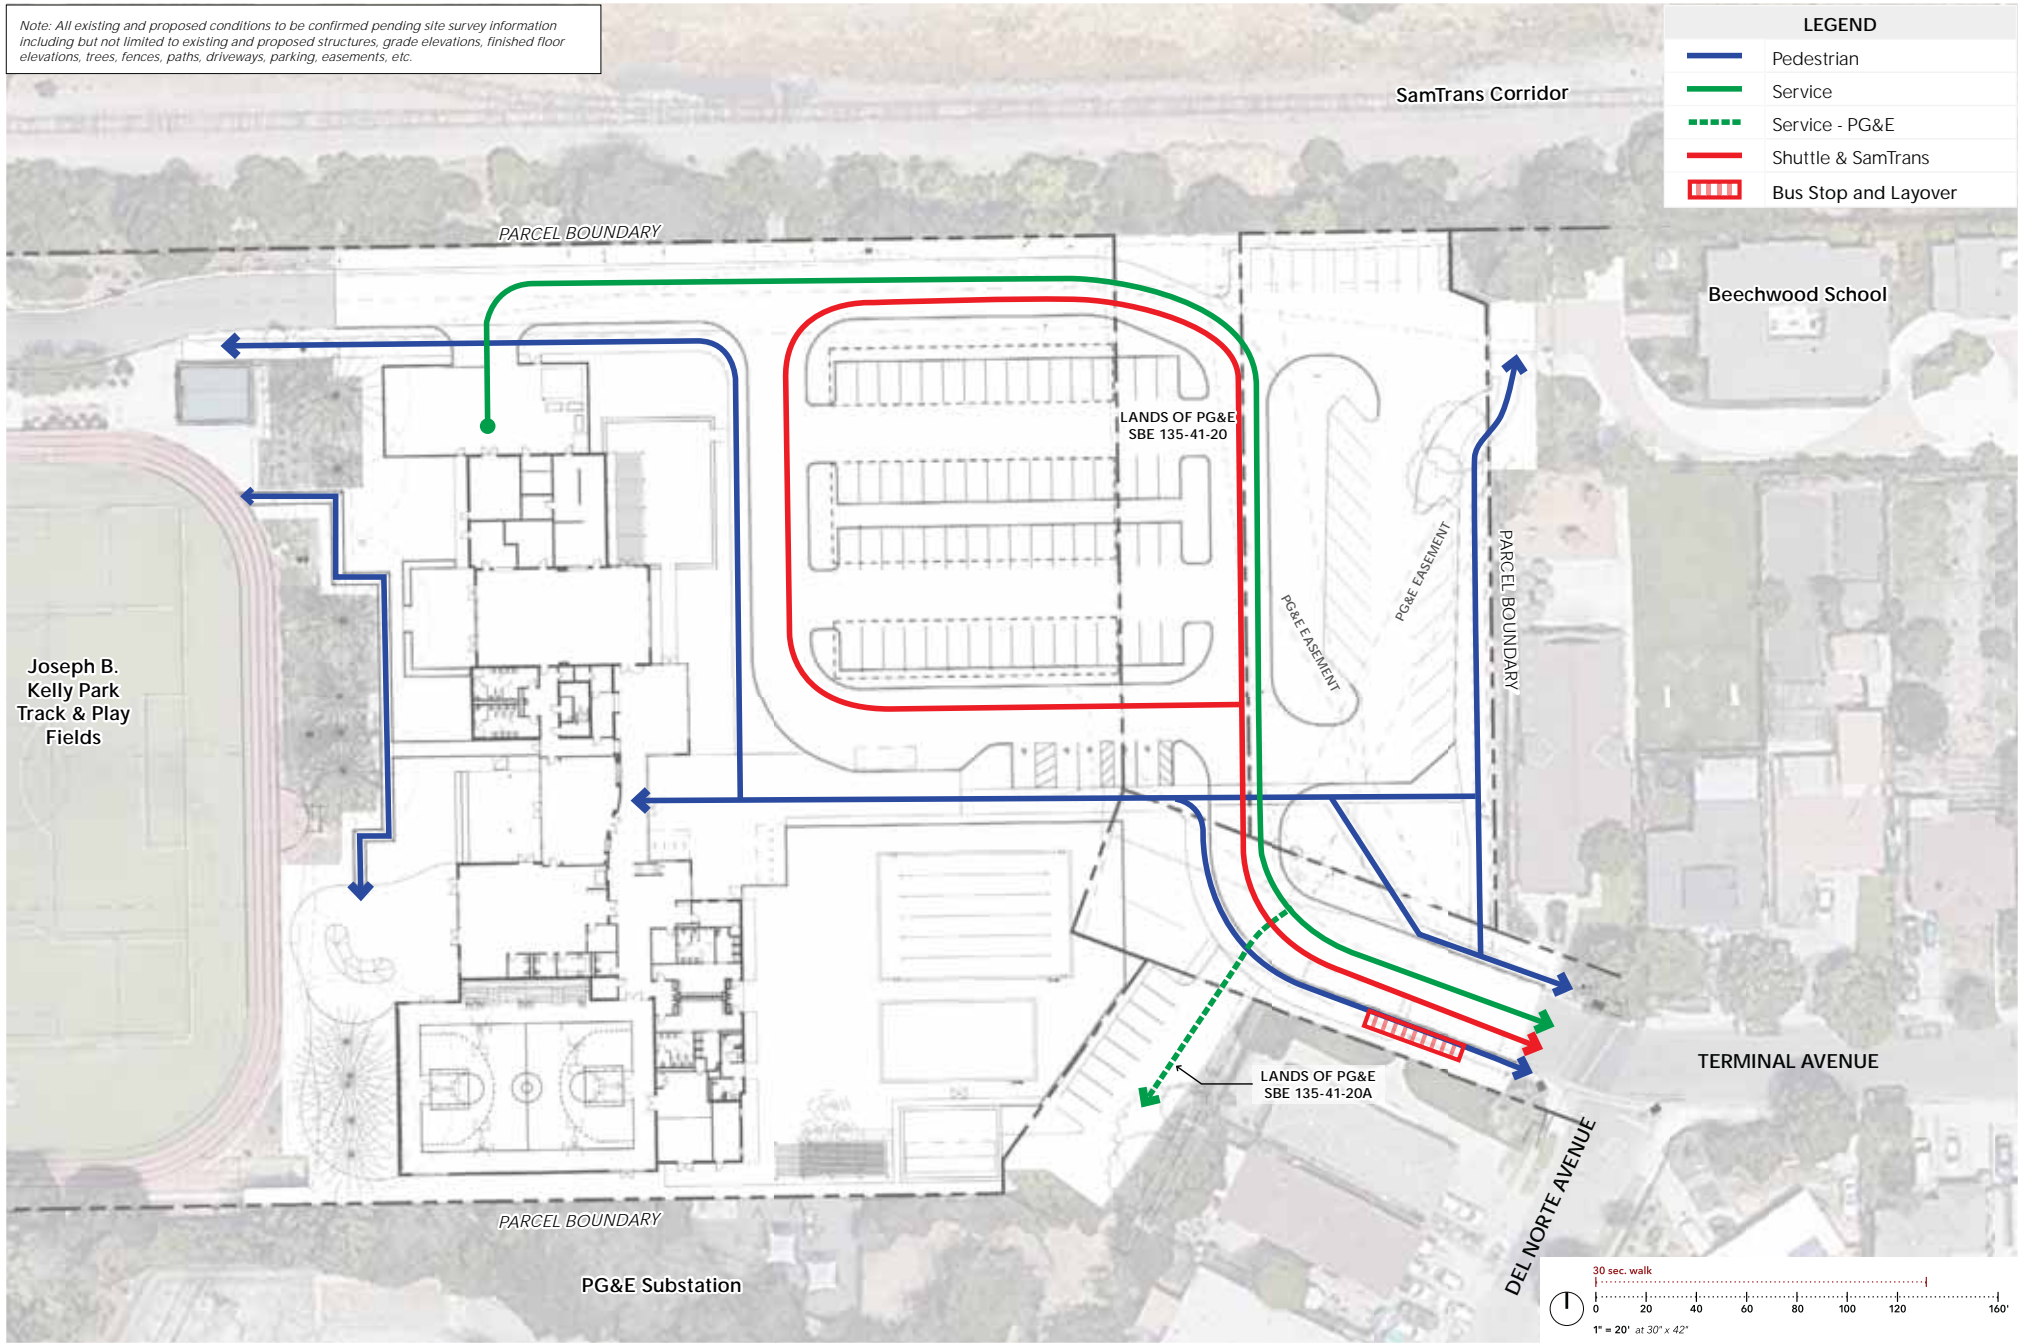 Note: All existing and proposed conditions to be confirmed pending site survey information
including but not limited to existing and proposed structures, grade elevations, finished floor
elevations, trees, fences, paths, driveways, parking, easements, etc.
LEGEND
Pedestrian
Service
Service - PG&E
Shuttle & SamTrans
Bus Stop and Layover
SamTrans Corridor
PARCEL BOUNDARY
Beechwood School
LANDS OF PG&E
SBE 135-41-20
PG&E EASEMENT
PG&E EASEMENT
PARCEL BOUNDARY
Joseph B.
Kelly Park
Track & Play
Fields
LANDS OF PG&E
SBE 135-41-20A
TERMINAL AVENUE
DEL NORTE AVENUE
PARCEL BOUNDARY
PG&E Substation
30 sec. walk
0 20 40 60 80 100 120 160'
1" = 20' at 30" x 42"